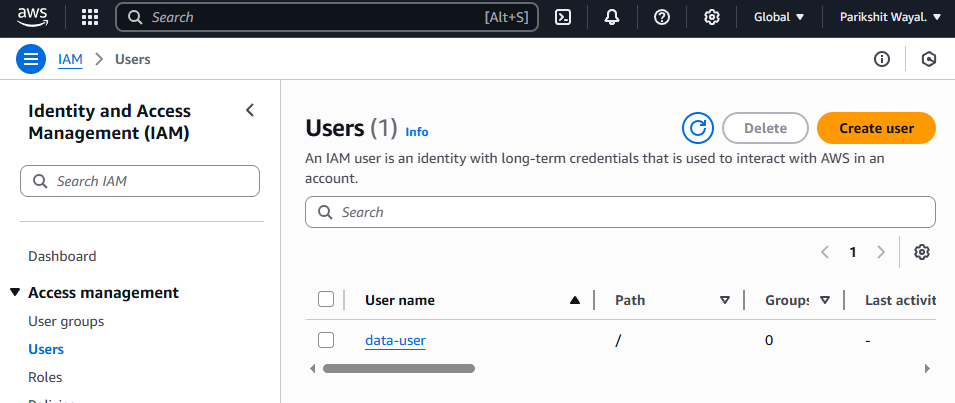 aws
Search
[Alt+S]
Global
Parikshit Wayal.
IAM
Users
Identity and Access
Management (IAM)
Search IAM
Dashboard
Access management
User groups
Users
Roles
Users (1)
Info
Delete
Create user
An IAM user is an identity with long-term credentials that is used to interact with AWS in an
account.
Search
1
User name
Path
Groups
Last activit
data-user
/
0
-